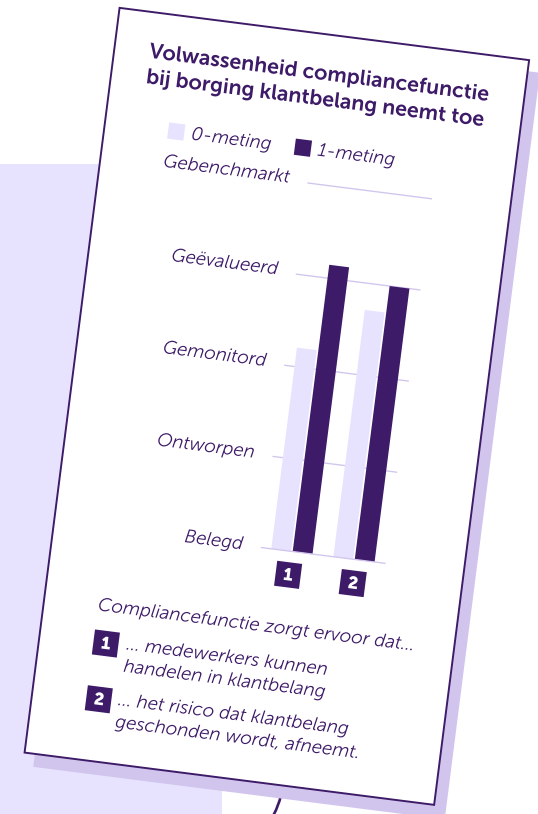 Volwassenheid compliancefunctie
bij borging klantbelang neemt toe
0-meting 1-meting
Gebenchmarkt
Geëvalueerd
Gemonitord
Ontworpen
Belegd
1 2
Compliancefunctie zorgt ervoor dat...
1 ... medewerkers kunnen
handelen in klantbelang
2 ... het risico dat klantbelang
geschonden wordt, afneemt.